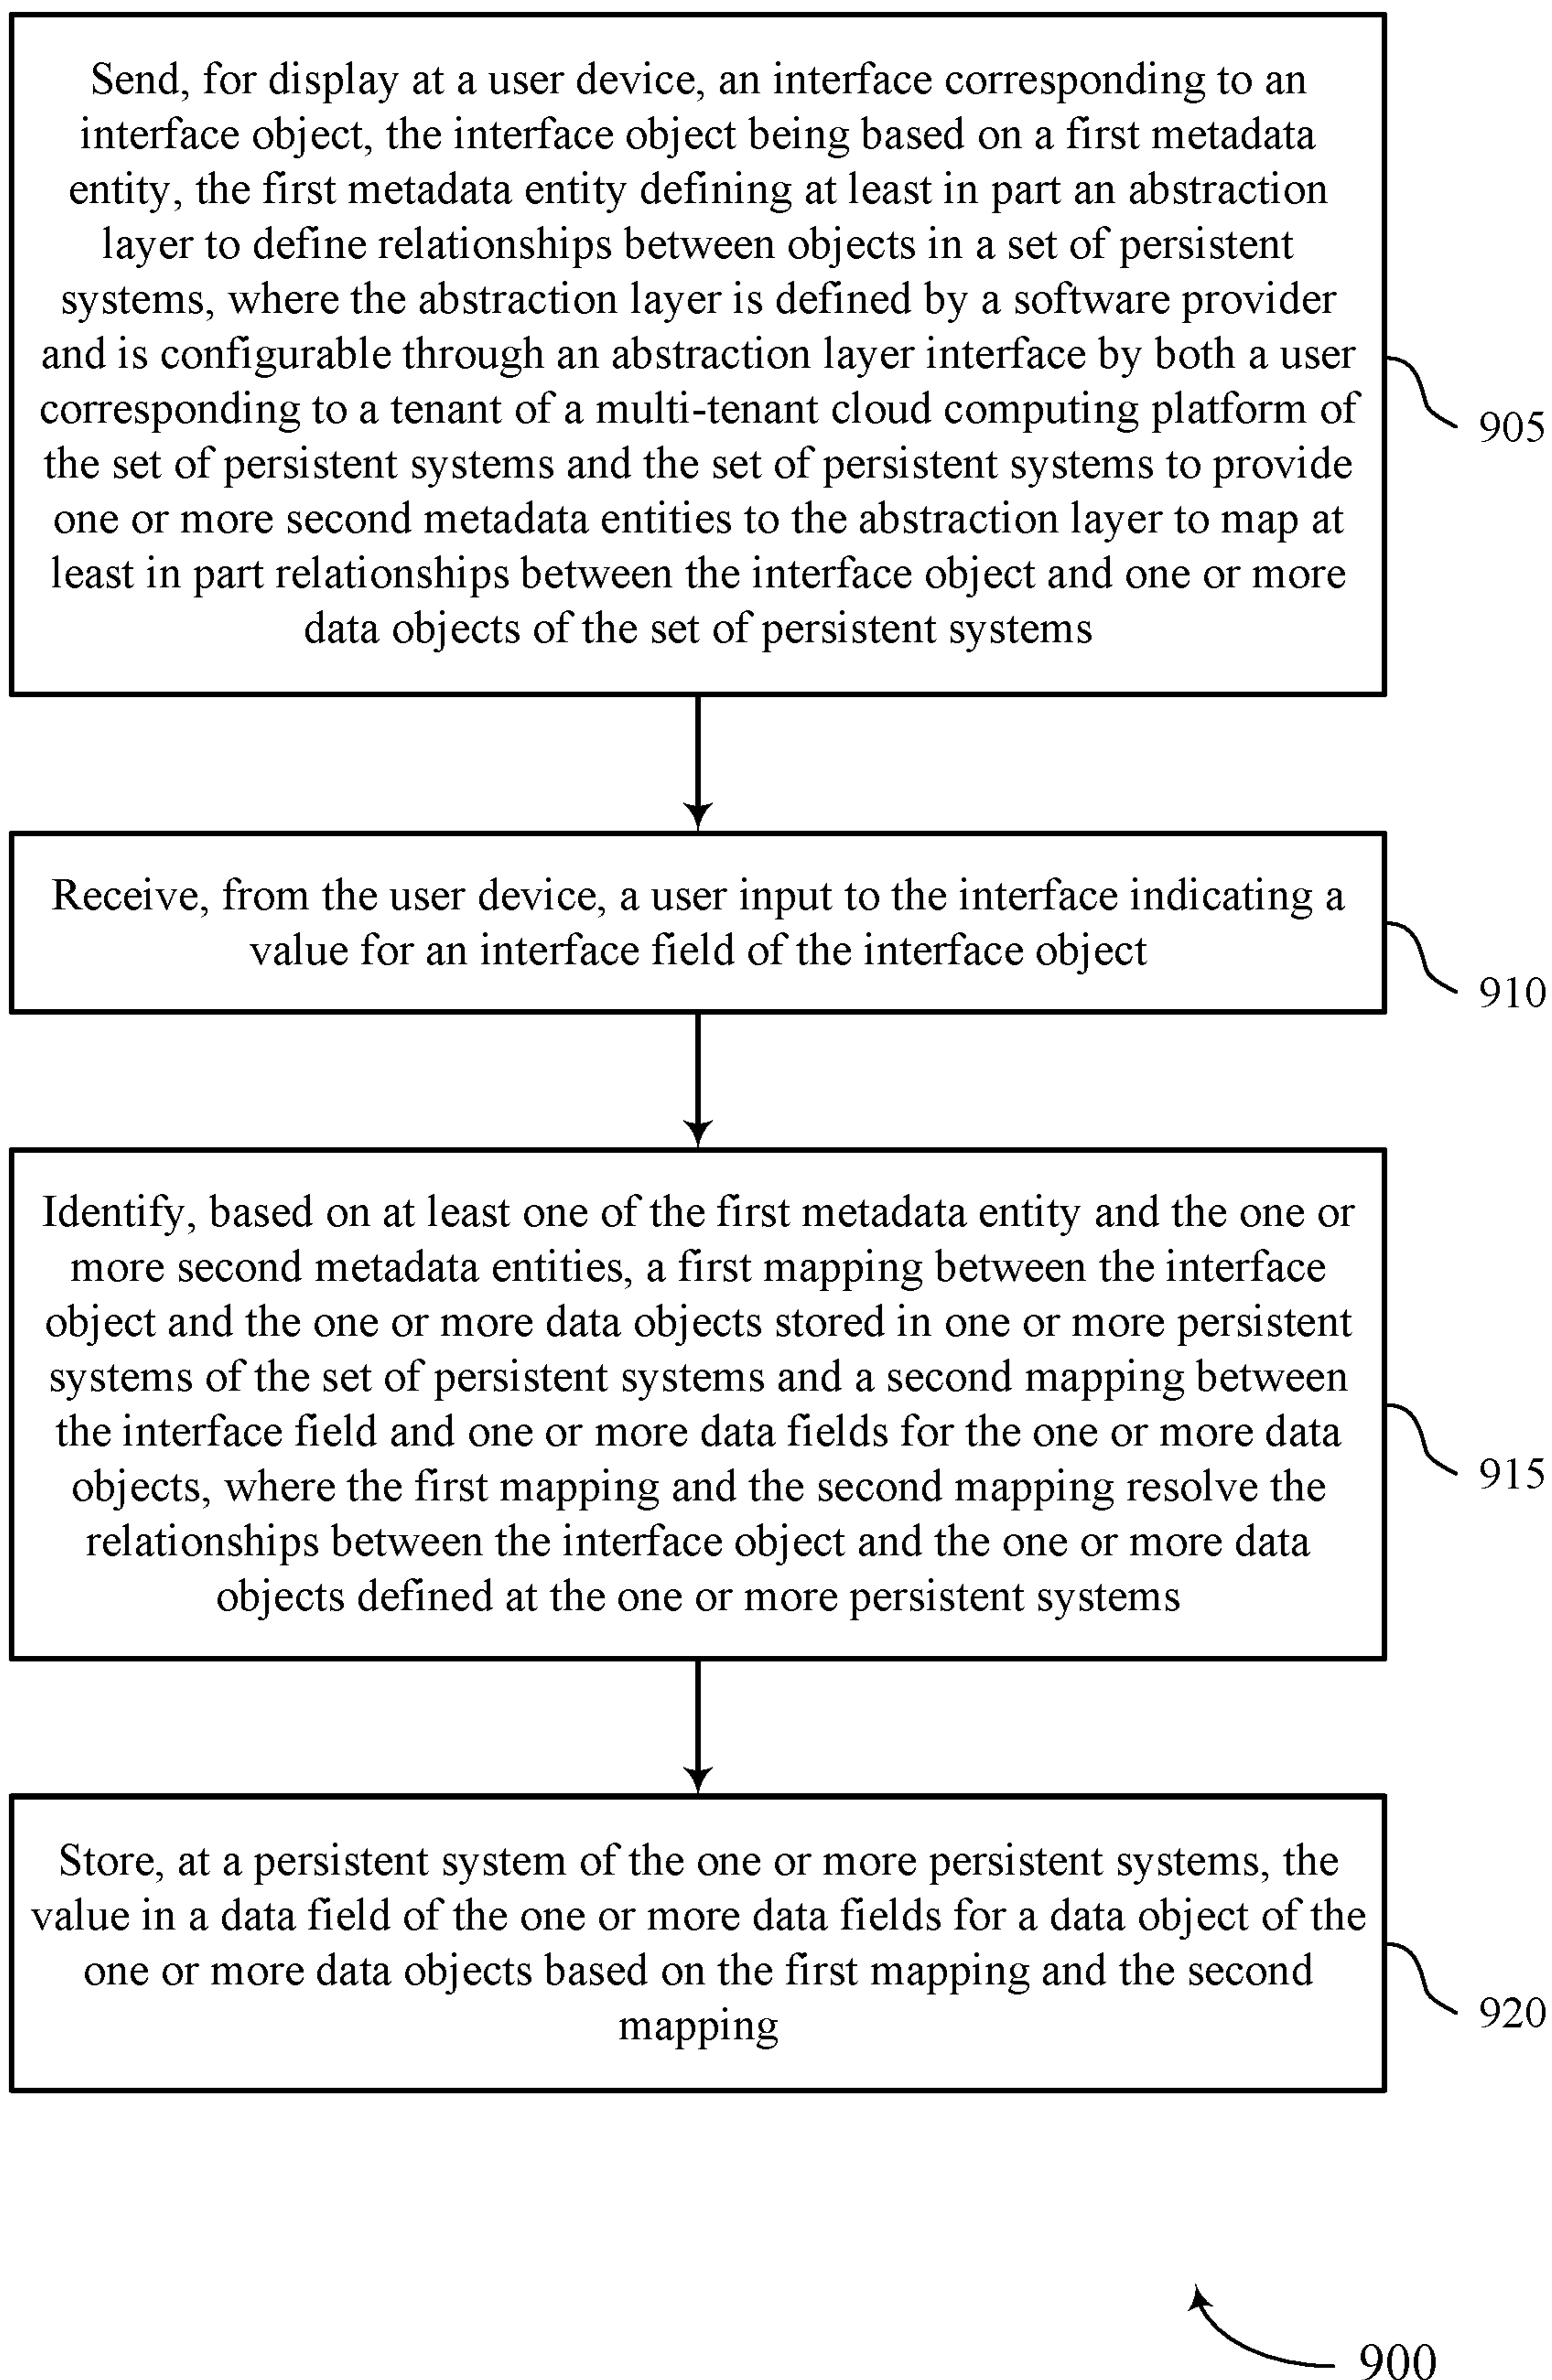 Send, for display at a user device, an interface corresponding to an
interface object, the interface object being based on a first metadata
entity, the first metadata entity defining at least in part an abstraction
layer to define relationships between objects in a set of persistent
systems, where the abstraction layer is defined by a software provider
and is configurable through an abstraction layer interface by both a user
corresponding to a tenant of a multi-tenant cloud computing platform of
the set of persistent systems and the set of persistent systems to provide
one or more second metadata entities to the abstraction layer to map at
least in part relationships between the interface object and one or more
data objects of the set of persistent systems
905
Receive, from the user device, a user input to the interface indicating a
value for an interface field of the interface object
910
Identify, based on at least one of the first metadata entity and the one or
more second metadata entities, a first mapping between the interface
object and the one or more data objects stored in one or more persistent
systems of the set of persistent systems and a second mapping between
the interface field and one or more data fields for the one or more data
objects, where the first mapping and the second mapping resolve the
relationships between the interface object and the one or more data
objects defined at the one or more persistent systems
915
Store, at a persistent system of the one or more persistent systems, the
value in a data field of the one or more data fields for a data object of the
one or more data objects based on the first mapping and the second
mapping
920
900